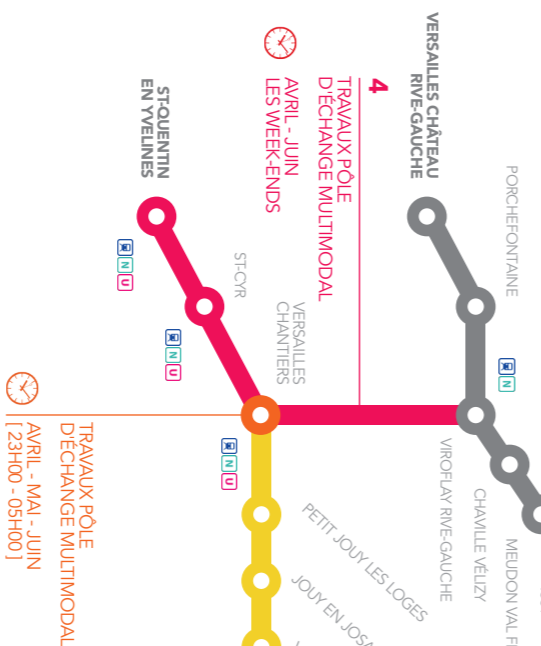 VERSAILLES CHÂTEAU
RIVE-GAUCHE
PORCHEFONTAINE
N
4
TRAVAUX PÔLE
D'ÉCHANGE MULTIMODAL
AVRIL - JUIN
LES WEEK-ENDS
ST-QUENTIN
EN YVELINES
N
U
ST-CYR
N
U
VERSAILLES
CHANTIERS
N
U
VIROFLAY RIVE-GAUCHE
CHAVILLE VÉLIZY
MEUDON VAL
PETIT JOUY LES LOGES
JOUY EN
TRAVAUX PÔLE
D'ÉCHANGE MULTIMODAL
AVRIL - MAI - JUIN
[ 23H00 - 05H00 ]